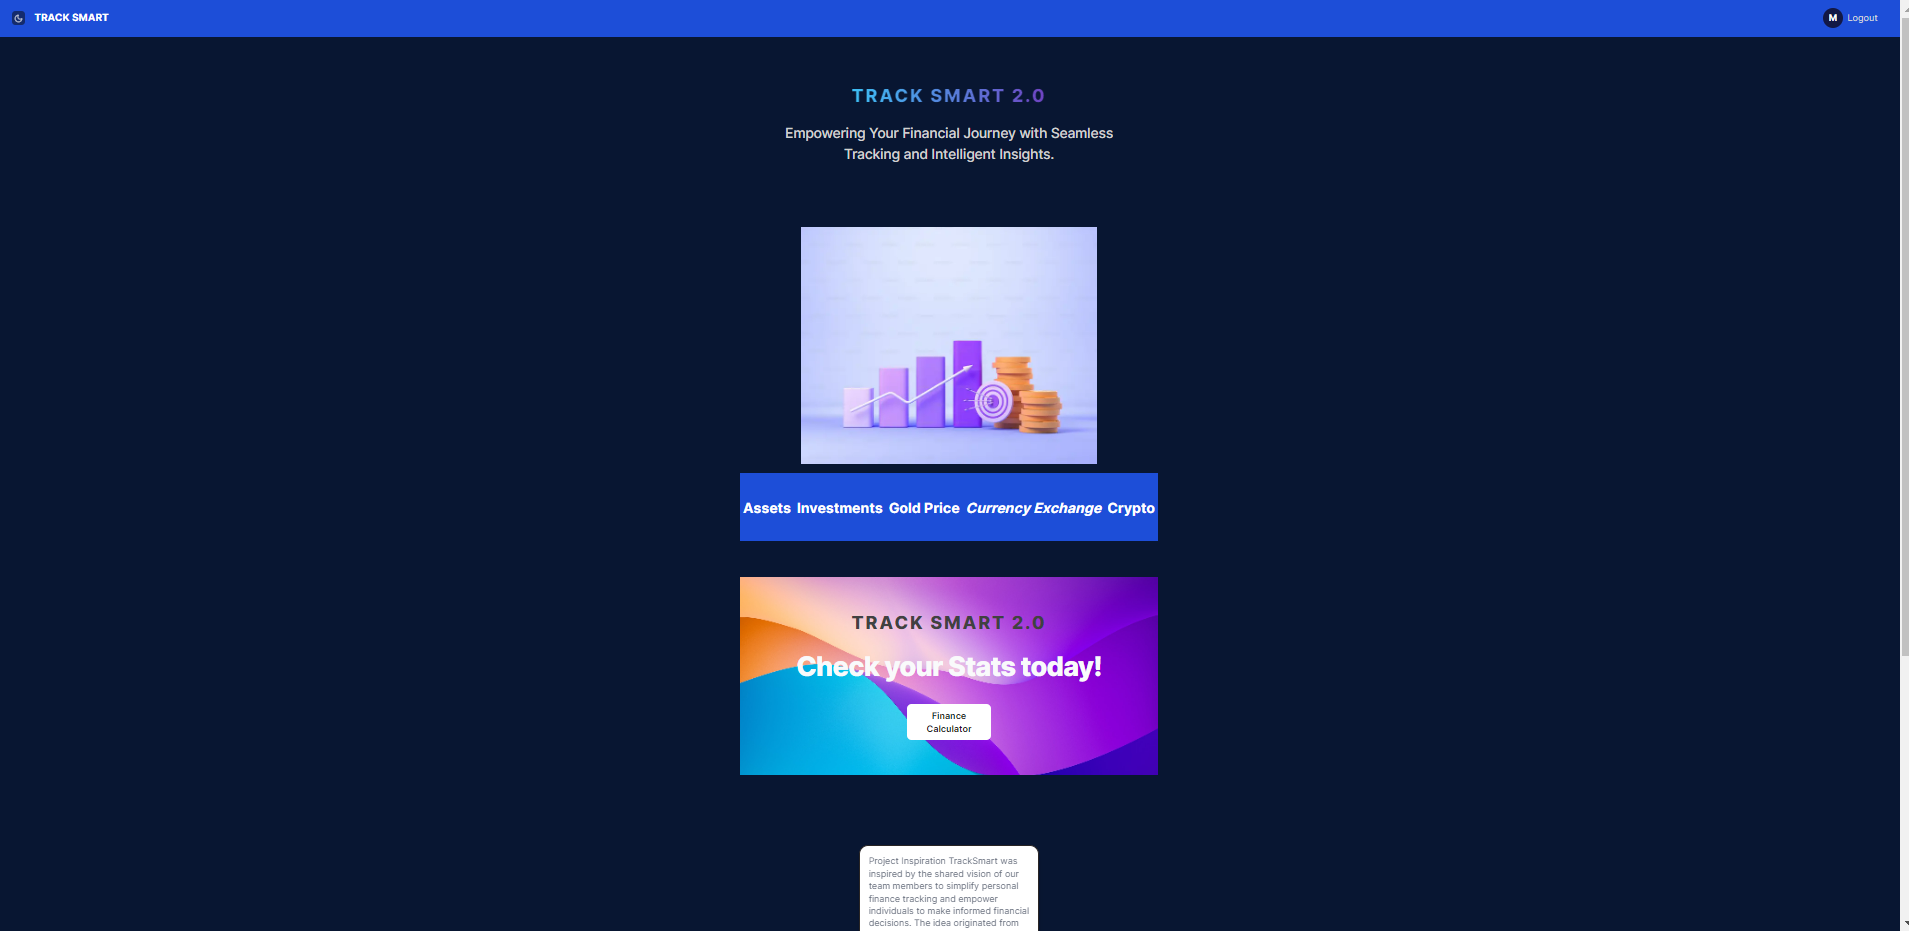 TRACK SMART
M Logout
TRACK SMART 2.0
Empowering Your Financial Journey with Seamless
Tracking and Intelligent Insights.
Assets Investments Gold Price Currency Exchange Crypto
TRACK SMART 2.0
Check your Stats today!
Finance
Calculator
Project Inspiration TrackSmart was
inspired by the shared vision of our
team members to simplify personal
finance tracking and empower
individuals to make informed financial
decisions. The idea originated from